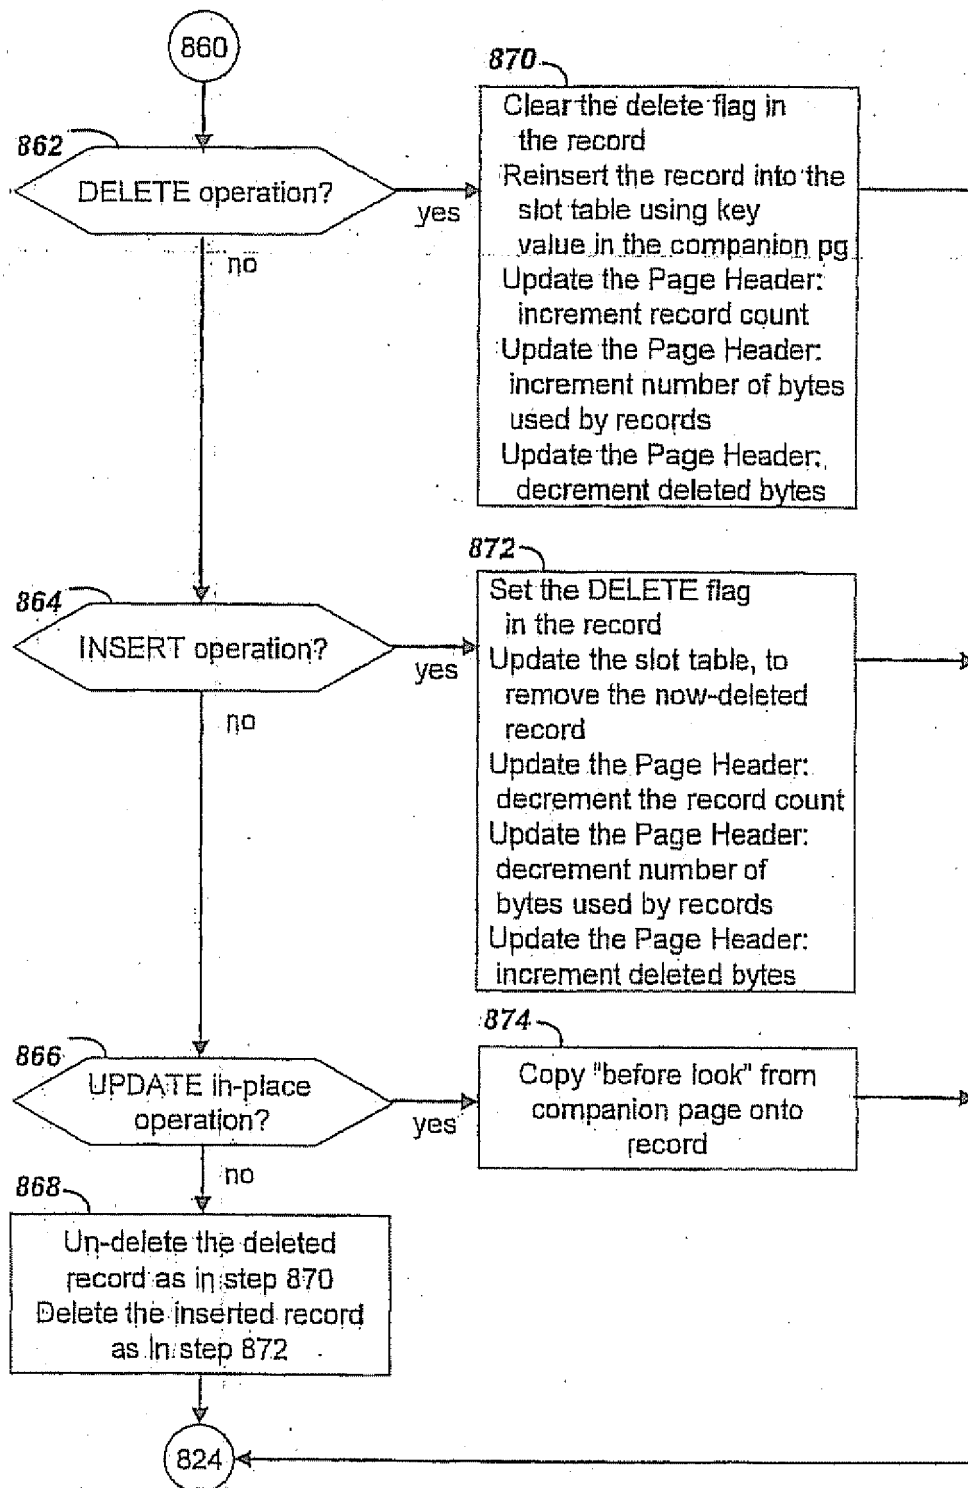 860
870
Clear the delete flag in
the record
Reinsert the record into the
slot table using key
value in the companion pg
Update the Page Header:
increment record count
Update the Page Header:
increment number of bytes
used by records
Update the Page Header:
decrement deleted bytes
862
DELETE operation?
yes
no
872
Set the DELETE flag
in the record
Update the slot table, to
remove the now-deleted
record
Update the Page Header:
decrement the record count
Update the Page Header:
decrement number of
bytes used by records
Update the Page Header:
increment deleted bytes
864
INSERT operation?
yes
no
874
Copy "before look" from
companion page onto
record
866
UPDATE in-place
operation?
yes
no
868
Un-delete the deleted
record as in step 870
Delete the inserted record
as in step 872
824